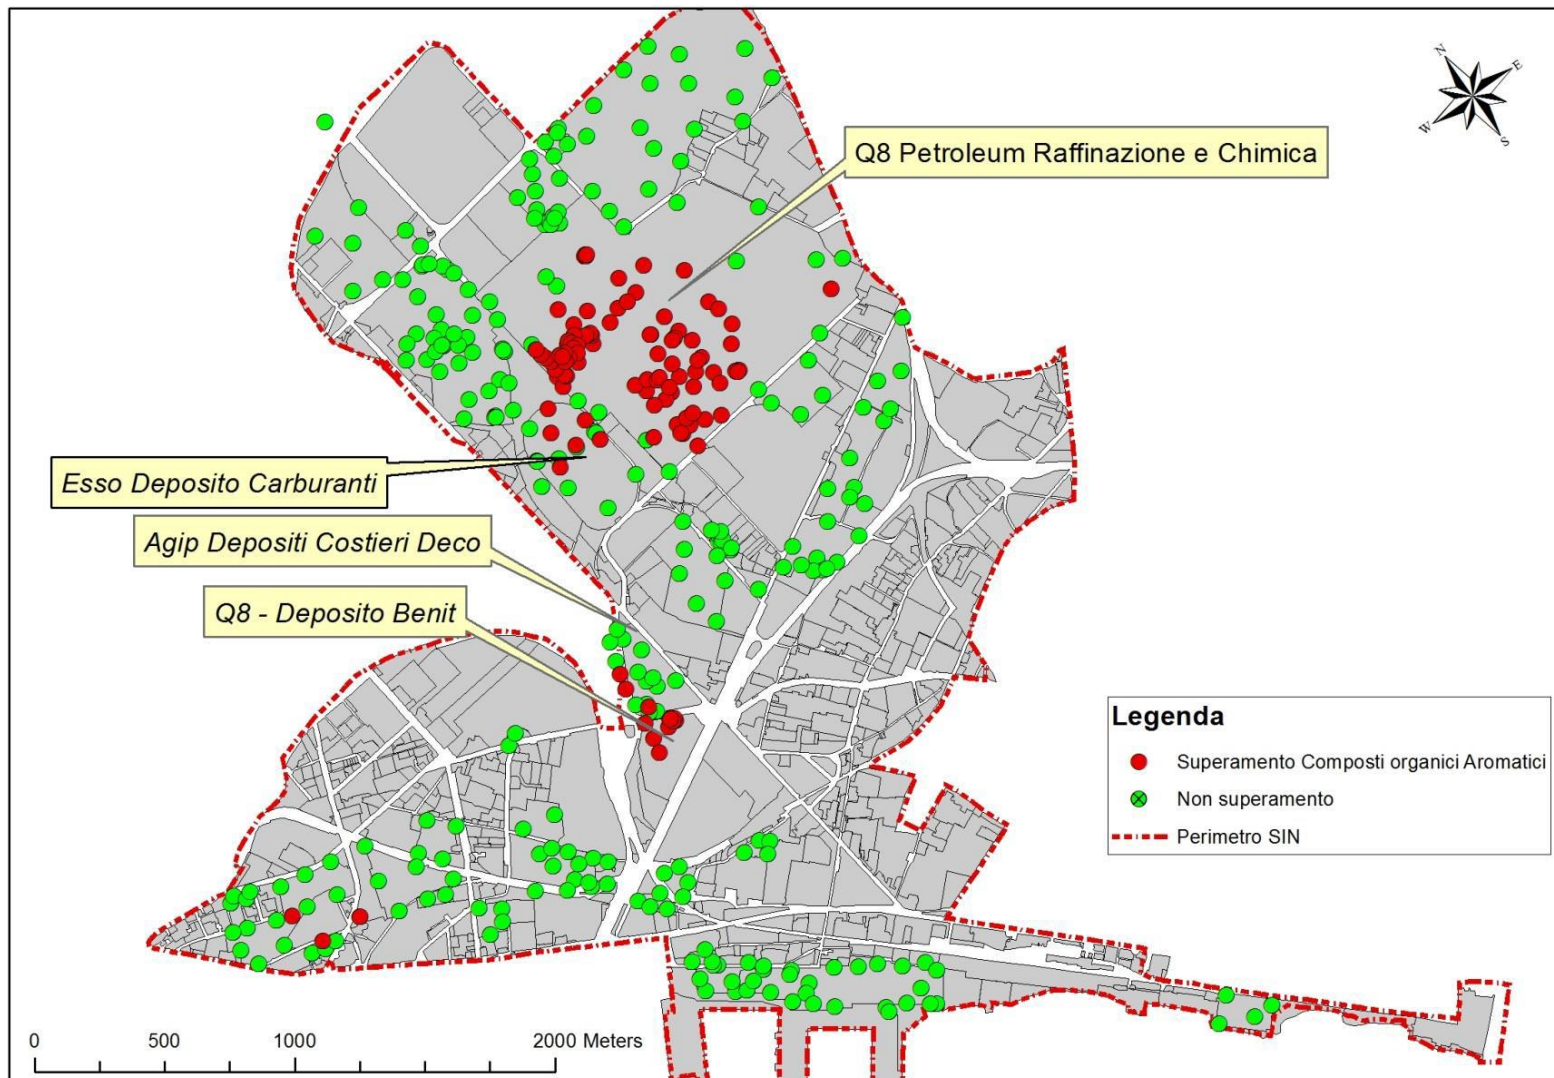 N
E
W
S
Q8 Petroleum Raffinazione e Chimica
Esso Deposito Carburanti
Agip Depositi Costieri Deco
Q8 - Deposito Benit
Legenda
Superamento Composti organici Aromatici
Non superamento
Perimetro SIN
0 500 1000 2000 Meters